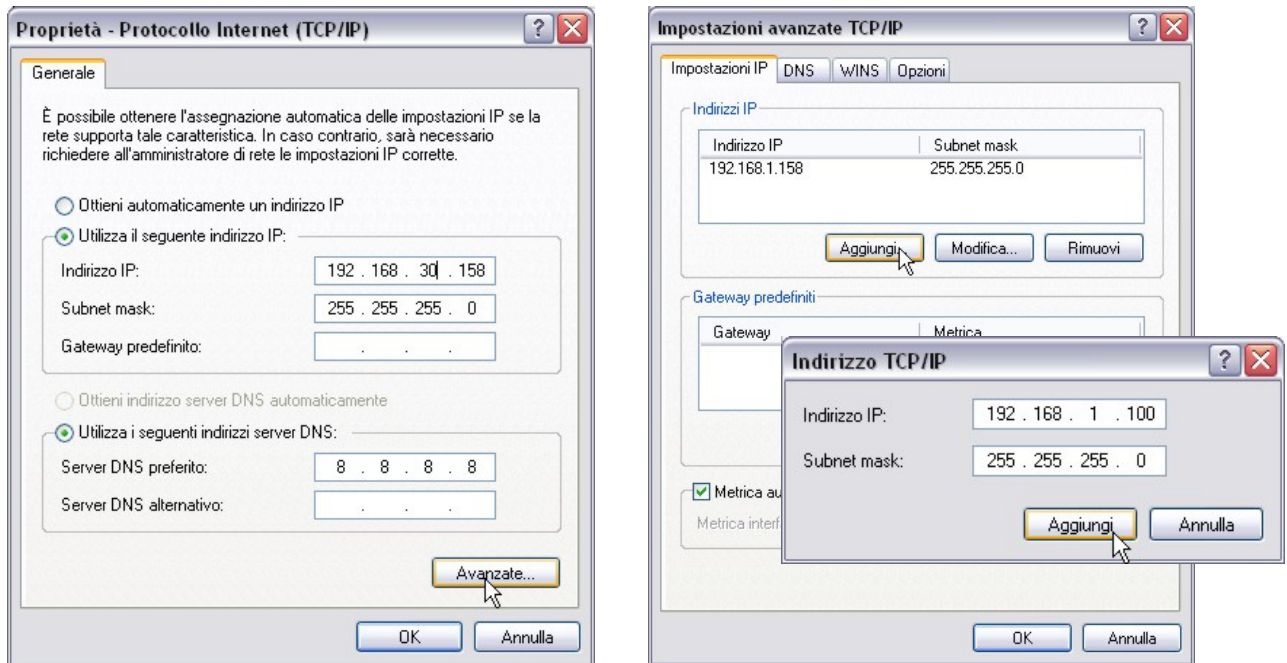 Proprietà - Protocollo Internet (TCP/IP)
Generale
È possibile ottenere l'assegnazione automatica delle impostazioni IP se la
rete supporta tale caratteristica. In caso contrario, sarà necessario
richiedere all'amministratore di rete le impostazioni IP corrette.
Ottieni automaticamente un indirizzo IP
Utilizza il seguente indirizzo IP:
Indirizzo IP: 192 . 168 . 30 . 158
Subnet mask: 255 . 255 . 255 . 0
Gateway predefinito: . . .
Ottieni indirizzo server DNS automaticamente
Utilizza i seguenti indirizzi server DNS:
Server DNS preferito: 8 . 8 . 8 . 8
Server DNS alternativo: . . .
Avanzate...
OK Annulla
Impostazioni avanzate TCP/IP
Impostazioni IP DNS WINS Opzioni
Indirizzi IP
Indirizzo IP Subnet mask
192.168.1.158 255.255.255.0
Aggiungi... Modifica... Rimuovi
Gateway predefiniti
Gateway Metrica
Metrica au
Metrica interf
OK Annulla
Indirizzo TCP/IP
Indirizzo IP: 192 . 168 . 1 . 100
Subnet mask: 255 . 255 . 255 . 0
Aggiungi Annulla